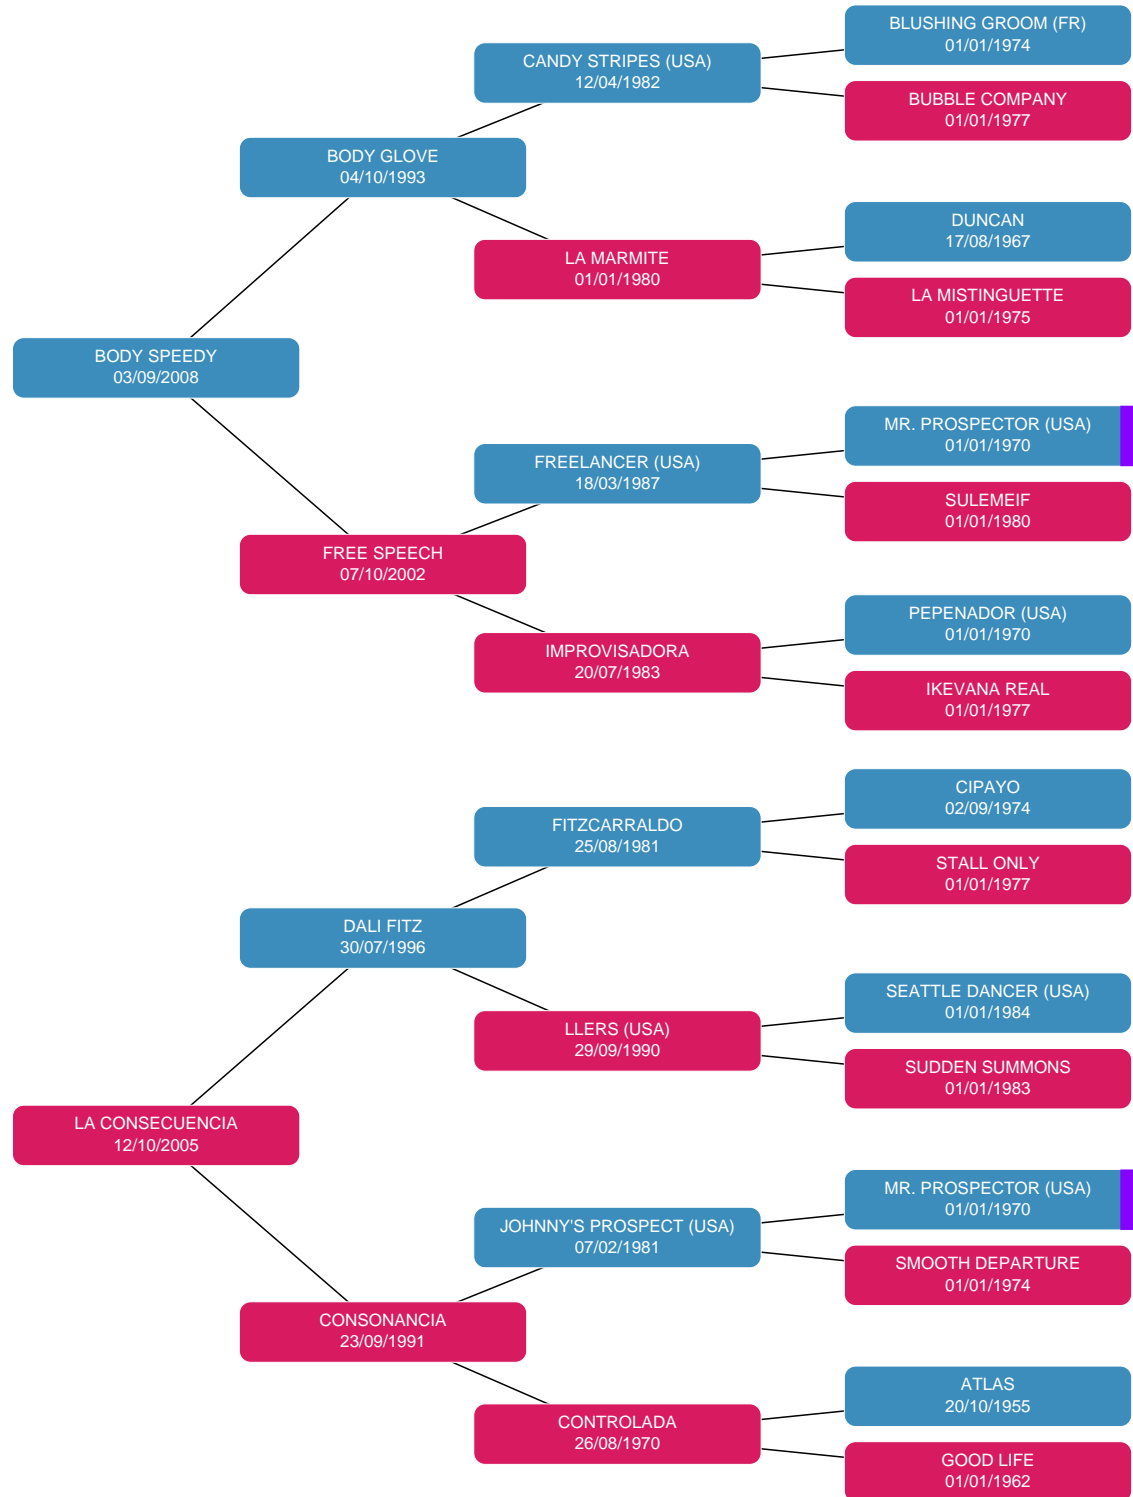 BLUSHING GROOM (FR)
01/01/1974
CANDY STRIPES (USA)
12/04/1982
BUBBLE COMPANY
01/01/1977
BODY GLOVE
04/10/1993
DUNCAN
17/08/1967
LA MARMITE
01/01/1980
LA MISTINGUETTE
01/01/1975
BODY SPEEDY
03/09/2008
MR. PROSPECTOR (USA)
01/01/1970
FREELANCER (USA)
18/03/1987
SULEMEIF
01/01/1980
FREE SPEECH
07/10/2002
PEPENADOR (USA)
01/01/1970
IMPROVISADORA
20/07/1983
IKEVANA REAL
01/01/1977
CIPAYO
02/09/1974
FITZCARRALDO
25/08/1981
STALL ONLY
01/01/1977
DALI FITZ
30/07/1996
SEATTLE DANCER (USA)
01/01/1984
LLERS (USA)
29/09/1990
SUDDEN SUMMONS
01/01/1983
LA CONSECUENCIA
12/10/2005
MR. PROSPECTOR (USA)
01/01/1970
JOHNNY'S PROSPECT (USA)
07/02/1981
SMOOTH DEPARTURE
01/01/1974
CONSONANCIA
23/09/1991
ATLAS
20/10/1955
CONTROLADA
26/08/1970
GOOD LIFE
01/01/1962